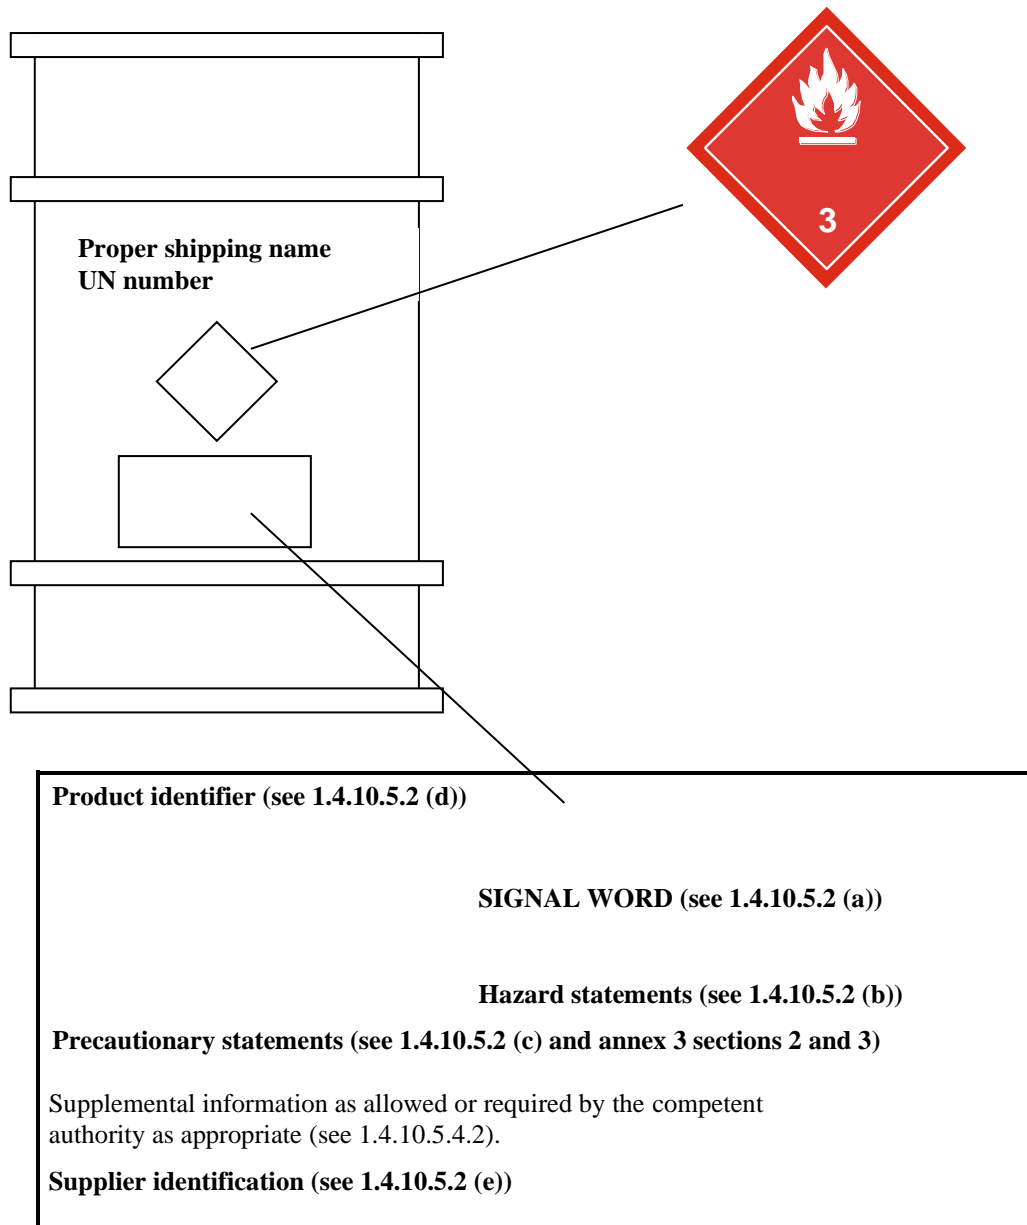 Proper shipping name
UN number
3
Product identifier (see 1.4.10.5.2 (d))
SIGNAL WORD (see 1.4.10.5.2 (a))
Hazard statements (see 1.4.10.5.2 (b))
Precautionary statements (see 1.4.10.5.2 (c) and annex 3 sections 2 and 3)
Supplemental information as allowed or required by the competent
authority as appropriate (see 1.4.10.5.4.2).
Supplier identification (see 1.4.10.5.2 (e))